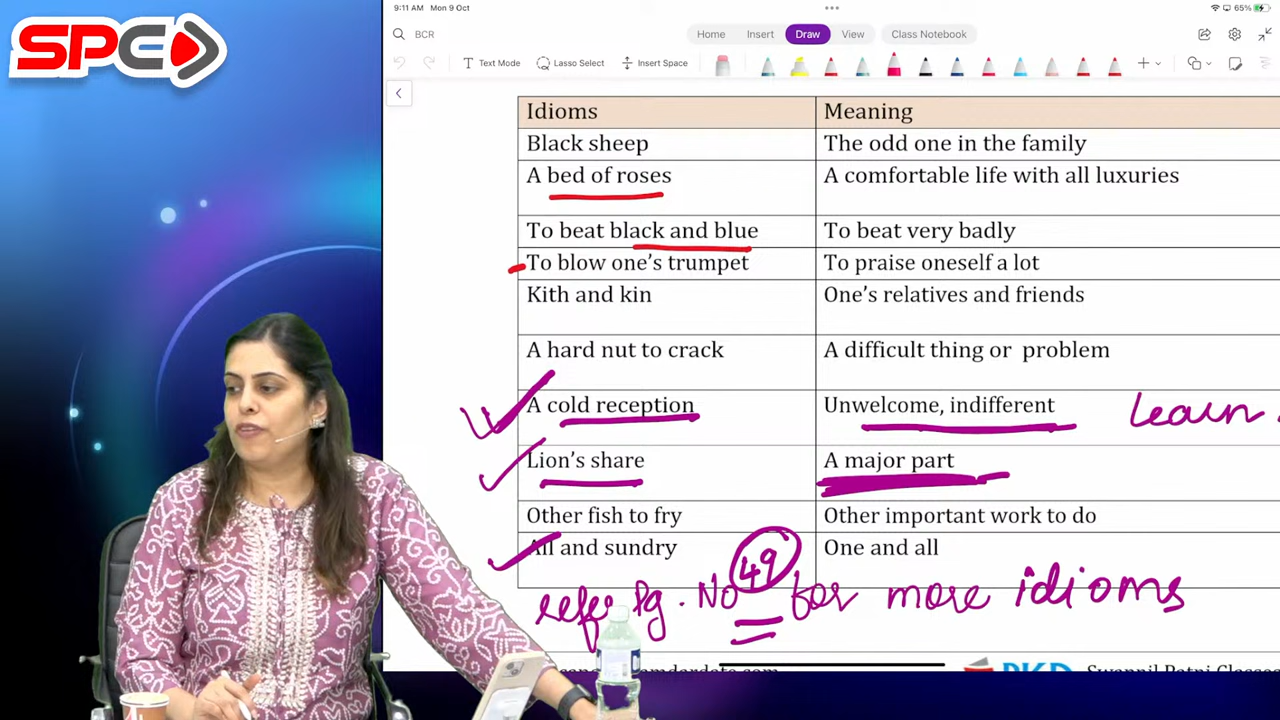 SPC
9:11 AM Mon 9 Oct
65%
BCR
Home Insert Draw View Class Notebook
Text Mode Lasso Select Insert Space
Idioms Meaning
Black sheep The odd one in the family
A bed of roses A comfortable life with all luxuries
To beat black and blue To beat very badly
To blow one's trumpet To praise oneself a lot
Kith and kin One's relatives and friends
A hard nut to crack A difficult thing or problem
A cold reception Unwelcome, indifferent learn
Lion's share A major part
Other fish to fry Other important work to do
All and sundry One and all
refer Pg. No 49 for more idioms